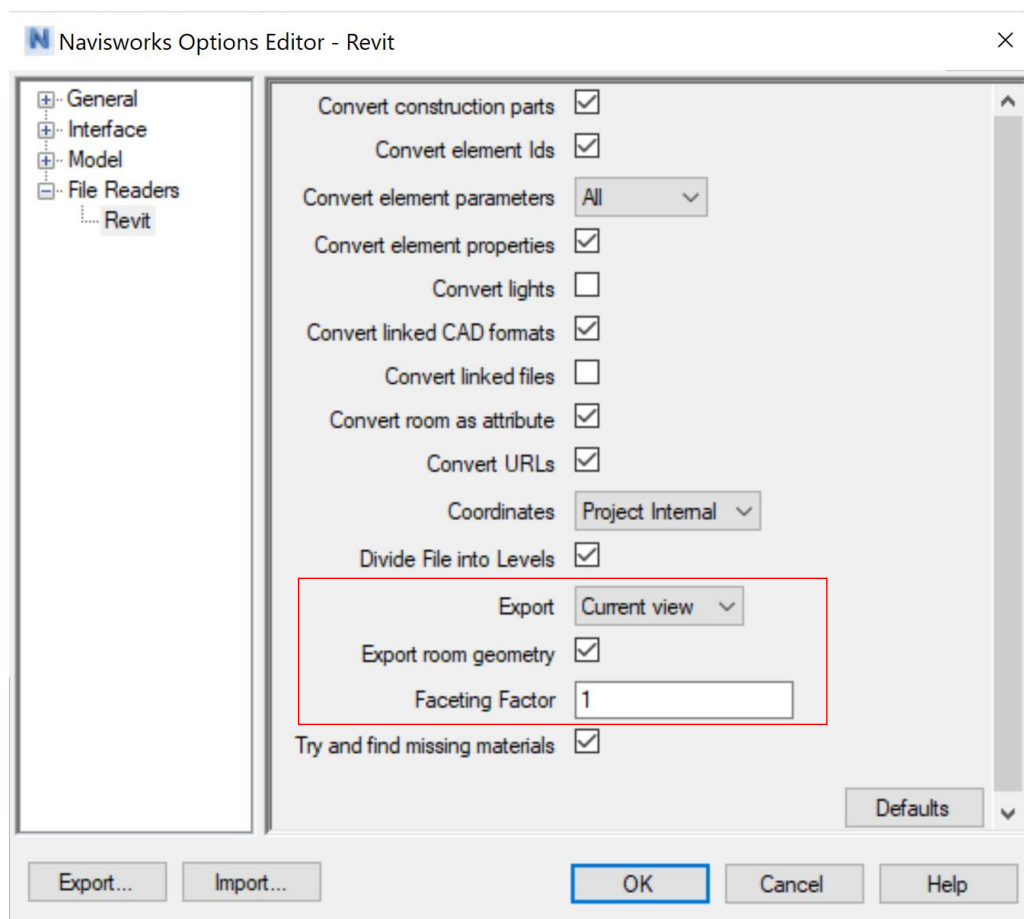 Navisworks Options Editor - Revit
General
Interface
Model
File Readers
Revit
Convert construction parts
Convert element Ids
Convert element parameters All
Convert element properties
Convert lights
Convert linked CAD formats
Convert linked files
Convert room as attribute
Convert URLs
Coordinates Project Internal
Divide File into Levels
Export Current view
Export room geometry
Faceting Factor 1
Try and find missing materials
Defaults
Export... Import... OK Cancel Help